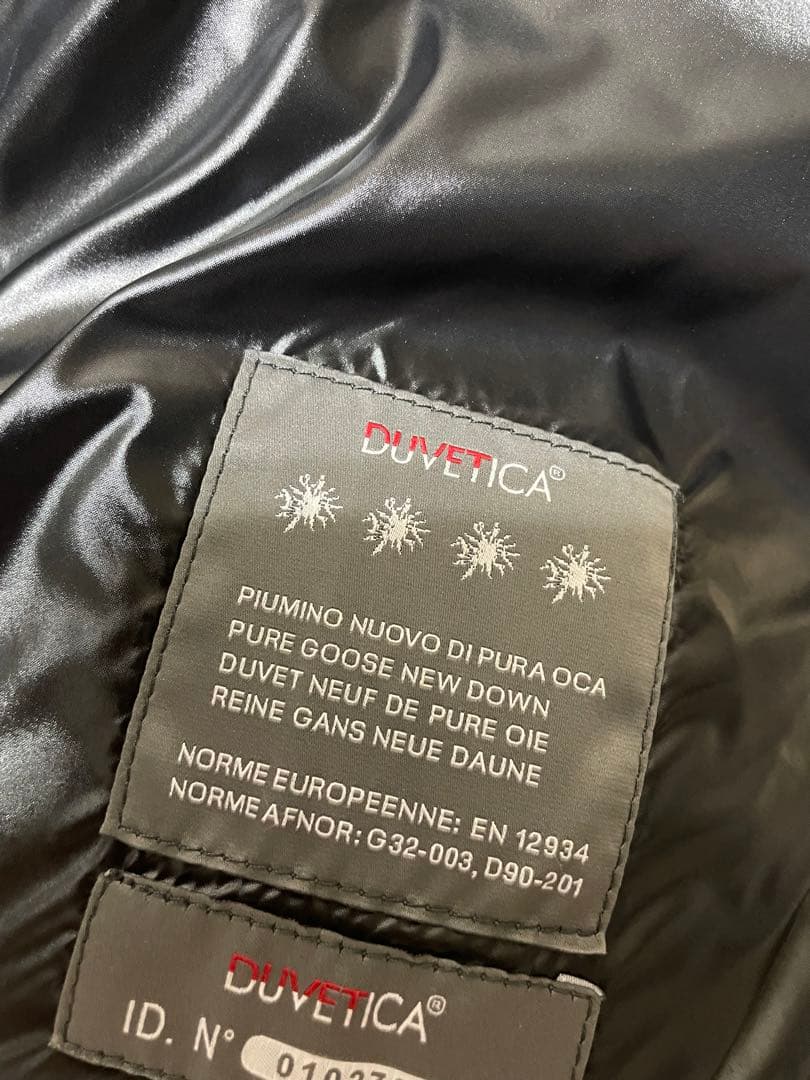 DUVETICA®
PIUMINO NUOVO DI PURA OCA
PURE GOOSE NEW DOWN
DUVET NEUF DE PURE OIE
REINE GANS NEUE DAUNE
NORME EUROPEENNE: EN 12934
NORME AFNOR: G32-003, D90-201
DUVETICA®
ID. N°